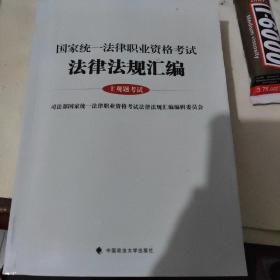 国家统一法律职业资格考试
法律法规汇编
主观题考试
司法部国家统一法律职业资格考试法律法规汇编编辑委员会
中国政法大学出版社